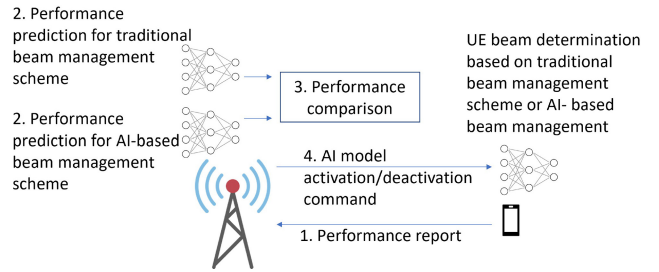 2. Performance
prediction for traditional
beam management
scheme
2. Performance
prediction for AI-based
beam management
scheme
3. Performance
comparison
UE beam determination
based on traditional
beam management
scheme or AI- based
beam management
4. AI model
activation/deactivation
command
1. Performance report